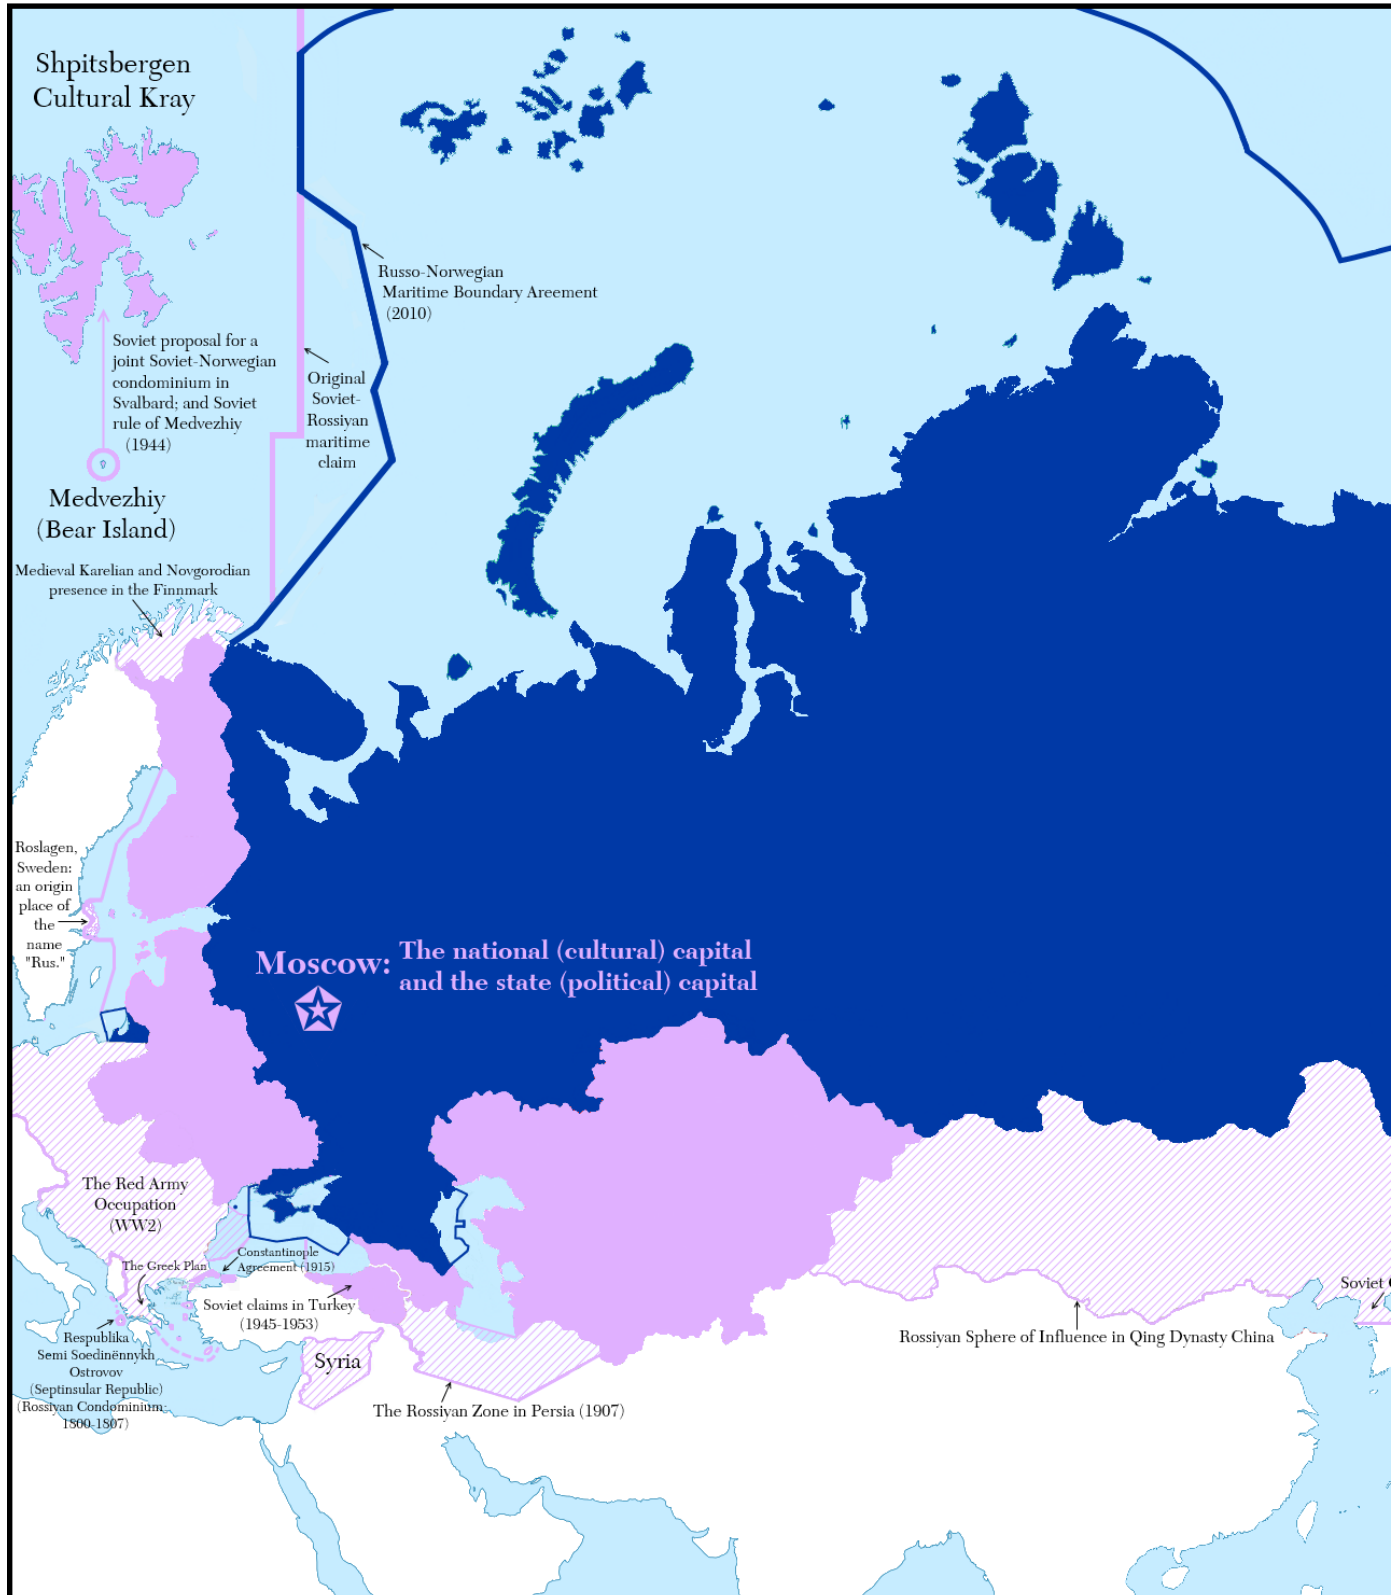 Shpitsbergen
Cultural Kray
Russo-Norwegian
Maritime Boundary Areement
(2010)
Soviet proposal for a
joint Soviet-Norwegian
condominium in
Svalbard; and Soviet
rule of Medvezhiy
(1944)
Original
Soviet-
Rossiyan
maritime
claim
Medvezhiy
(Bear Island)
Medieval Karelian and Novgorodian
presence in the Finnmark
Roslagen,
Sweden:
an origin
place of
the
name
"Rus."
Moscow:
The national (cultural) capital
and the state (political) capital
The Red Army
Occupation
(WW2)
Constantinople
Agreement (1915)
The Greek Plan
Soviet claims in Turkey
(1945-1953)
Soviet
Rossiyan Sphere of Influence in Qing Dynasty China
Respublika
Semi Soedinënnykh
Ostrovov
(Septinsular Republic)
(Rossiyan Condominium:
1800-1807)
Syria
The Rossiyan Zone in Persia (1907)